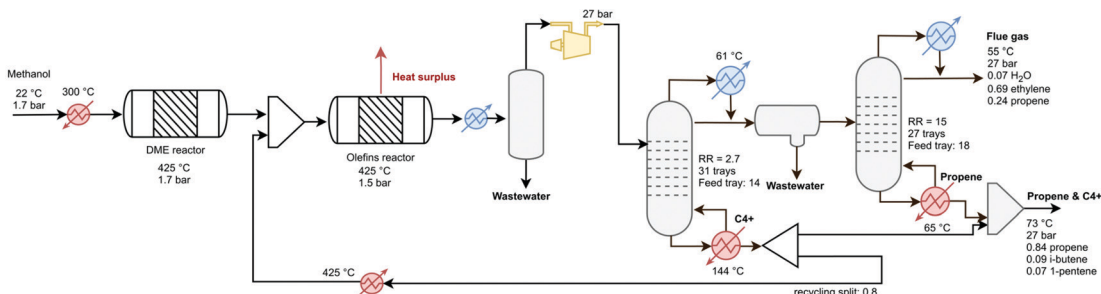 Methanol
22 °C
1.7 bar
300 °C
DME reactor
425 °C
1.7 bar
Heat surplus
Olefins reactor
425 °C
1.5 bar
Wastewater
27 bar
61 °C
RR = 2.7
31 trays
Feed tray: 14
C4+
144 °C
Wastewater
RR = 15
27 trays
Feed tray: 18
Propene
65 °C
Flue gas
55 °C
27 bar
0.07 H₂O
0.69 ethylene
0.24 propene
Propene & C4+
73 °C
27 bar
0.84 propene
0.09 i-butene
0.07 1-pentene
425 °C
recycling split: 0.8